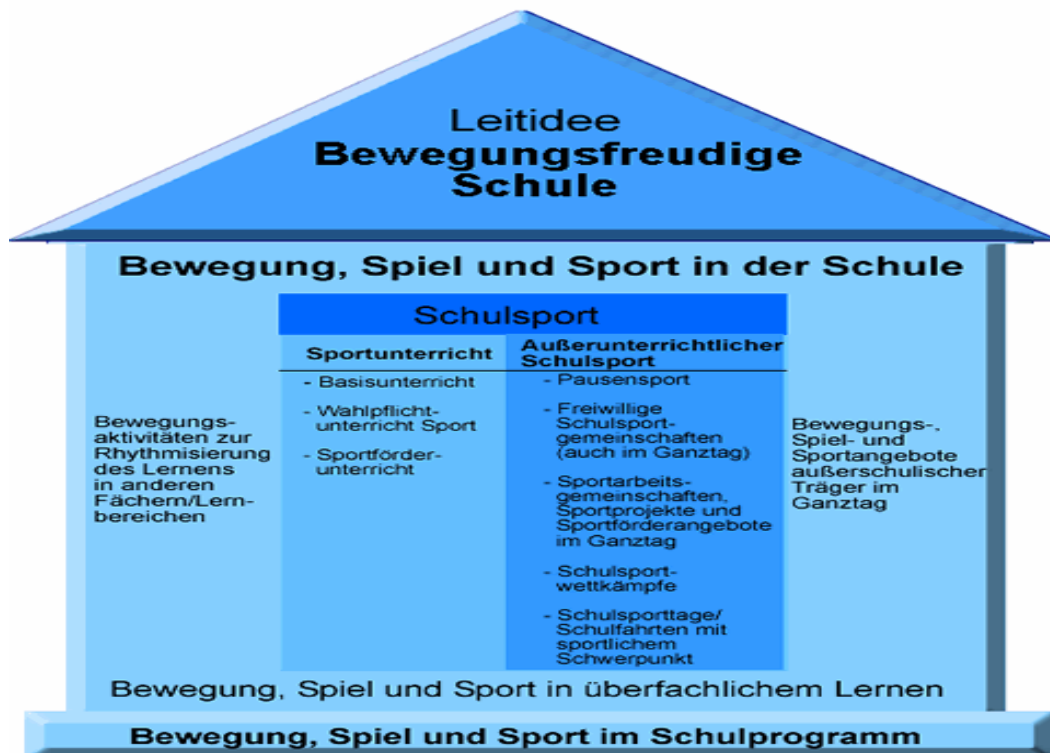 Leitidee
Bewegungsfreudige
Schule
Bewegung, Spiel und Sport in der Schule
Schulsport
Sportunterricht
- Basisunterricht
- Wahlpflicht-
unterricht Sport
- Sportförder-
unterricht
Außerunterrichtlicher
Schulsport
- Pausensport
- Freiwillige
Schulsport-
gemeinschaften
(auch im Ganztag)
- Sportarbeits-
gemeinschaften,
Sportprojekte und
Sportförderangebote
im Ganztag
- Schulsport-
wettkämpfe
- Schulsporttage/
Schulfahrten mit
sportlichem
Schwerpunkt
Bewegungs-
aktivitäten zur
Rhythmisierung
des Lernens
in anderen
Fächern/Lern-
bereichen
Bewegungs-,
Spiel- und
Sportangebote
außerschulischer
Träger im
Ganztag
Bewegung, Spiel und Sport in überfachlichem Lernen
Bewegung, Spiel und Sport im Schulprogramm